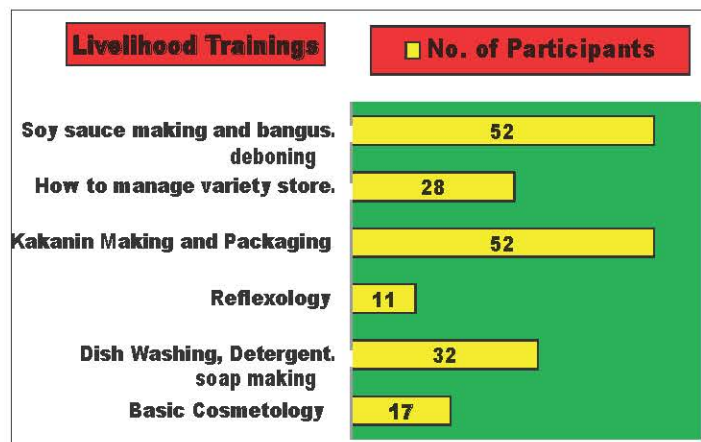 Livelihood Trainings
No. of Participants
Soy sauce making and bangus.
deboning
52
How to manage variety store.
28
Kakanin Making and Packaging
52
Reflexology
11
Dish Washing, Detergent.
soap making
32
Basic Cosmetology
17